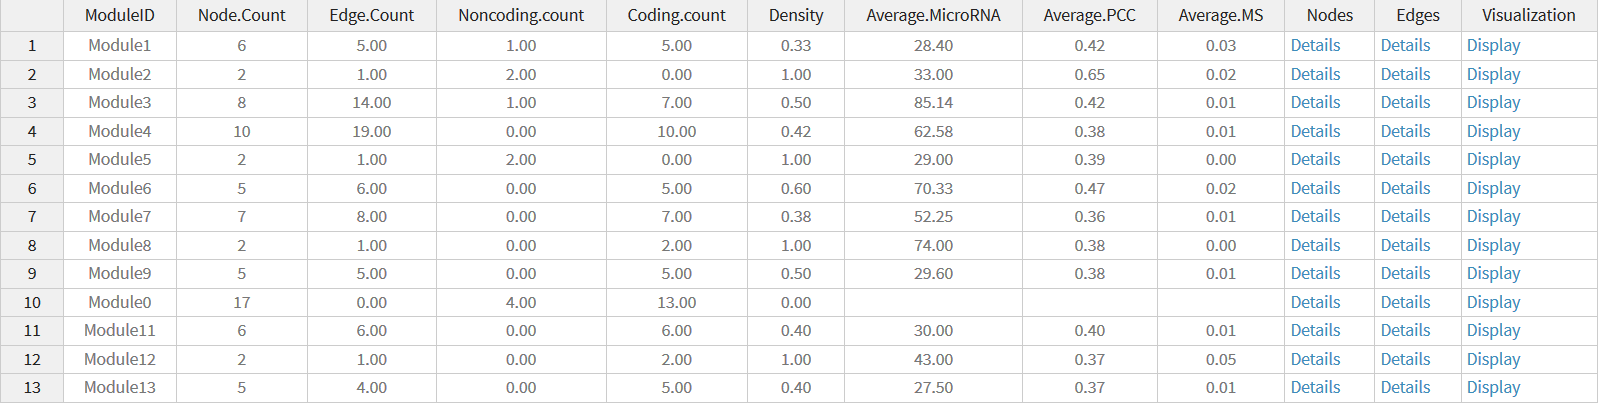 ModuleID Node.Count Edge.Count Noncoding.count Coding.count Density Average.MicroRNA Average.PCC Average.MS Nodes Edges Visualization
1 Module1 6 5.00 1.00 5.00 0.33 28.40 0.42 0.03 Details Details Display
2 Module2 2 1.00 2.00 0.00 1.00 33.00 0.65 0.02 Details Details Display
3 Module3 8 14.00 1.00 7.00 0.50 85.14 0.42 0.01 Details Details Display
4 Module4 10 19.00 0.00 10.00 0.42 62.58 0.38 0.01 Details Details Display
5 Module5 2 1.00 2.00 0.00 1.00 29.00 0.39 0.00 Details Details Display
6 Module6 5 6.00 0.00 5.00 0.60 70.33 0.47 0.02 Details Details Display
7 Module7 7 8.00 0.00 7.00 0.38 52.25 0.36 0.01 Details Details Display
8 Module8 2 1.00 0.00 2.00 1.00 74.00 0.38 0.00 Details Details Display
9 Module9 5 5.00 0.00 5.00 0.50 29.60 0.38 0.01 Details Details Display
10 Module0 17 0.00 4.00 13.00 0.00 Details Details Display
11 Module11 6 6.00 0.00 6.00 0.40 30.00 0.40 0.01 Details Details Display
12 Module12 2 1.00 0.00 2.00 1.00 43.00 0.37 0.05 Details Details Display
13 Module13 5 4.00 0.00 5.00 0.40 27.50 0.37 0.01 Details Details Display